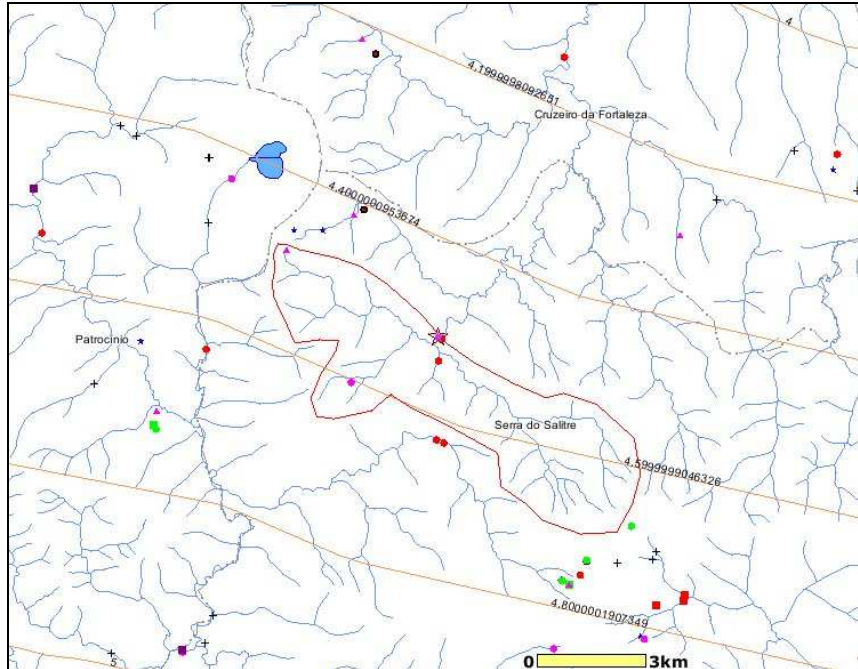 4
4.1999998092651
Cruzeiro da Fortaleza
4.4000000953674
Patrocínio
Serra do Salitre
4.5999999046326
4.8000001907349
5
0 3km